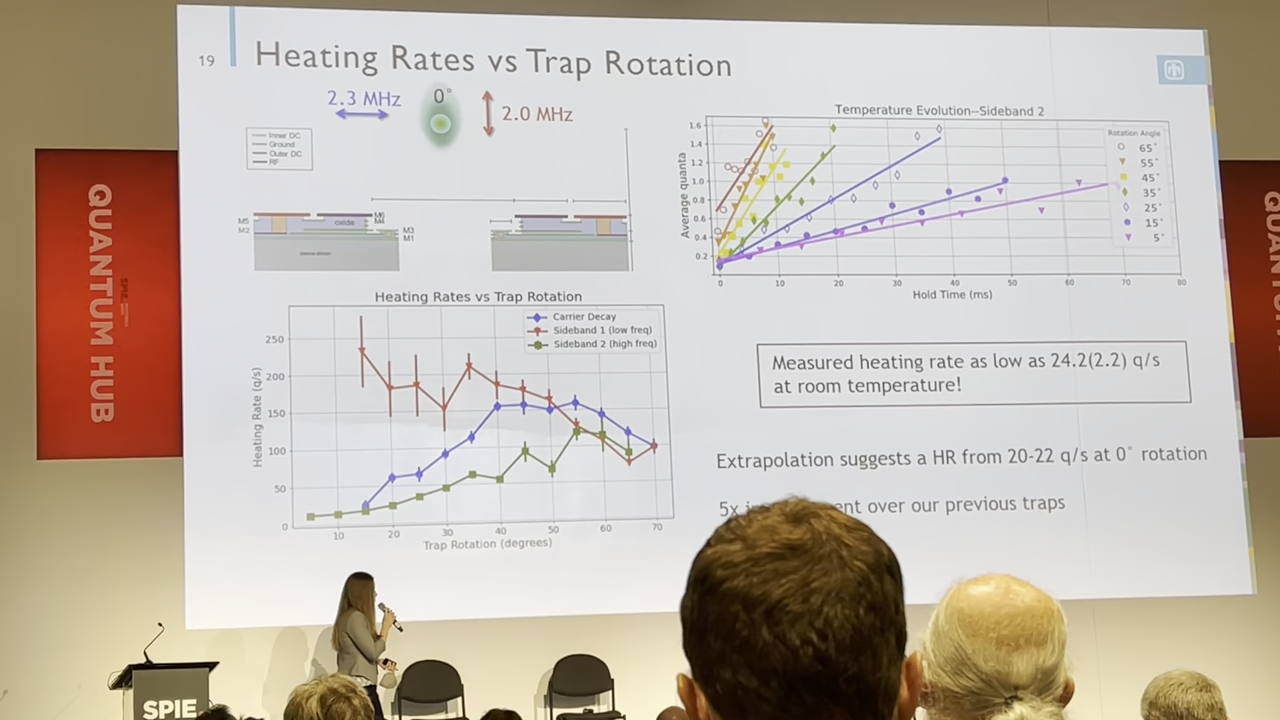 19
Heating Rates vs Trap Rotation
2.3 MHz
0°
2.0 MHz
Inner DC
Ground
Outer DC
RF
M5
M2
oxide
M6
M4
M3
M1
Temperature Evolution--Sideband 2
Average quanta
1.6
1.4
1.2
1.0
0.8
0.6
0.4
0.2
0
10
20
30
40
50
60
70
80
Hold Time (ms)
Rotation Angle
65°
55°
45°
35°
25°
15°
5°
Heating Rates vs Trap Rotation
Heating Rate (q/s)
250
200
150
100
50
0
10
20
30
40
50
60
70
Trap Rotation (degrees)
Carrier Decay
Sideband 1 (low freq)
Sideband 2 (high freq)
Measured heating rate as low as 24.2(2.2) q/s
at room temperature!
Extrapolation suggests a HR from 20-22 q/s at 0° rotation
5x over our previous traps
QUANTUM HUB
SPIE.
SPIE